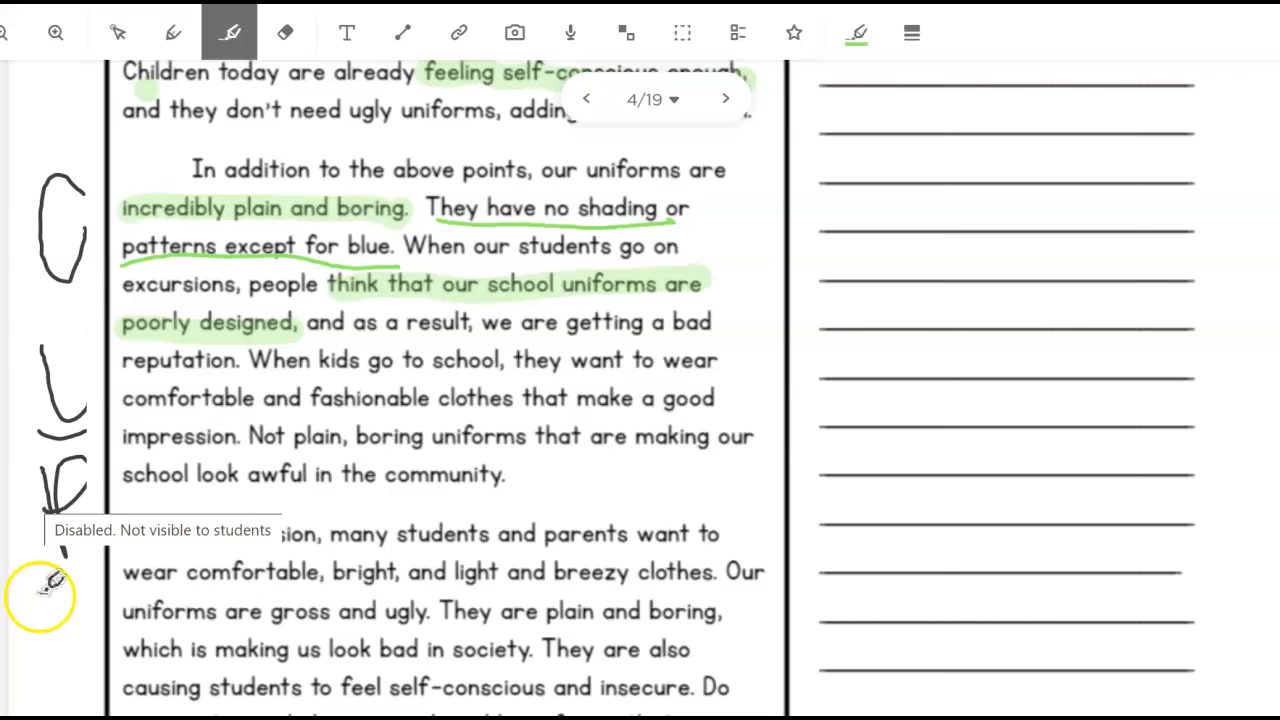 4/19
Children today are already feeling self-conscious enough,
and they don't need ugly uniforms, adding
In addition to the above points, our uniforms are
incredibly plain and boring. They have no shading or
patterns except for blue. When our students go on
excursions, people think that our school uniforms are
poorly designed, and as a result, we are getting a bad
reputation. When kids go to school, they want to wear
comfortable and fashionable clothes that make a good
impression. Not plain, boring uniforms that are making our
school look awful in the community.
Disabled. Not visible to students
sion, many students and parents want to
wear comfortable, bright, and light and breezy clothes. Our
uniforms are gross and ugly. They are plain and boring,
which is making us look bad in society. They are also
causing students to feel self-conscious and insecure. Do